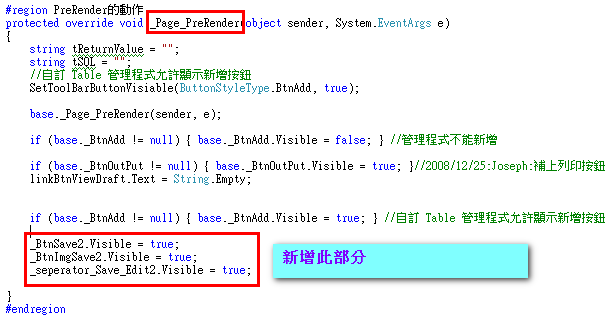 #region PreRender的動作
protected override void _Page_PreRender(object sender, System.EventArgs e)
{
string tReturnValue = "";
string tSQL = "";
//自訂 Table 管理程式允許顯示新增按鈕
SetToolBarButtonVisiable(ButtonStyleType.BtnAdd, true);
base._Page_PreRender(sender, e);
if (base._BtnAdd != null) { base._BtnAdd.Visible = false; } //管理程式不能新增
if (base._BtnOutPut != null) { base._BtnOutPut.Visible = true; }//2008/12/25:Joseph:補上列印按鈕
linkBtnViewDraft.Text = String.Empty;
if (base._BtnAdd != null) { base._BtnAdd.Visible = true; } //自訂 Table 管理程式允許顯示新增按鈕
_BtnSave2.Visible = true;
_BtnImgSave2.Visible = true;
_seperator_Save_Edit2.Visible = true;
新增此部分
}
#endregion